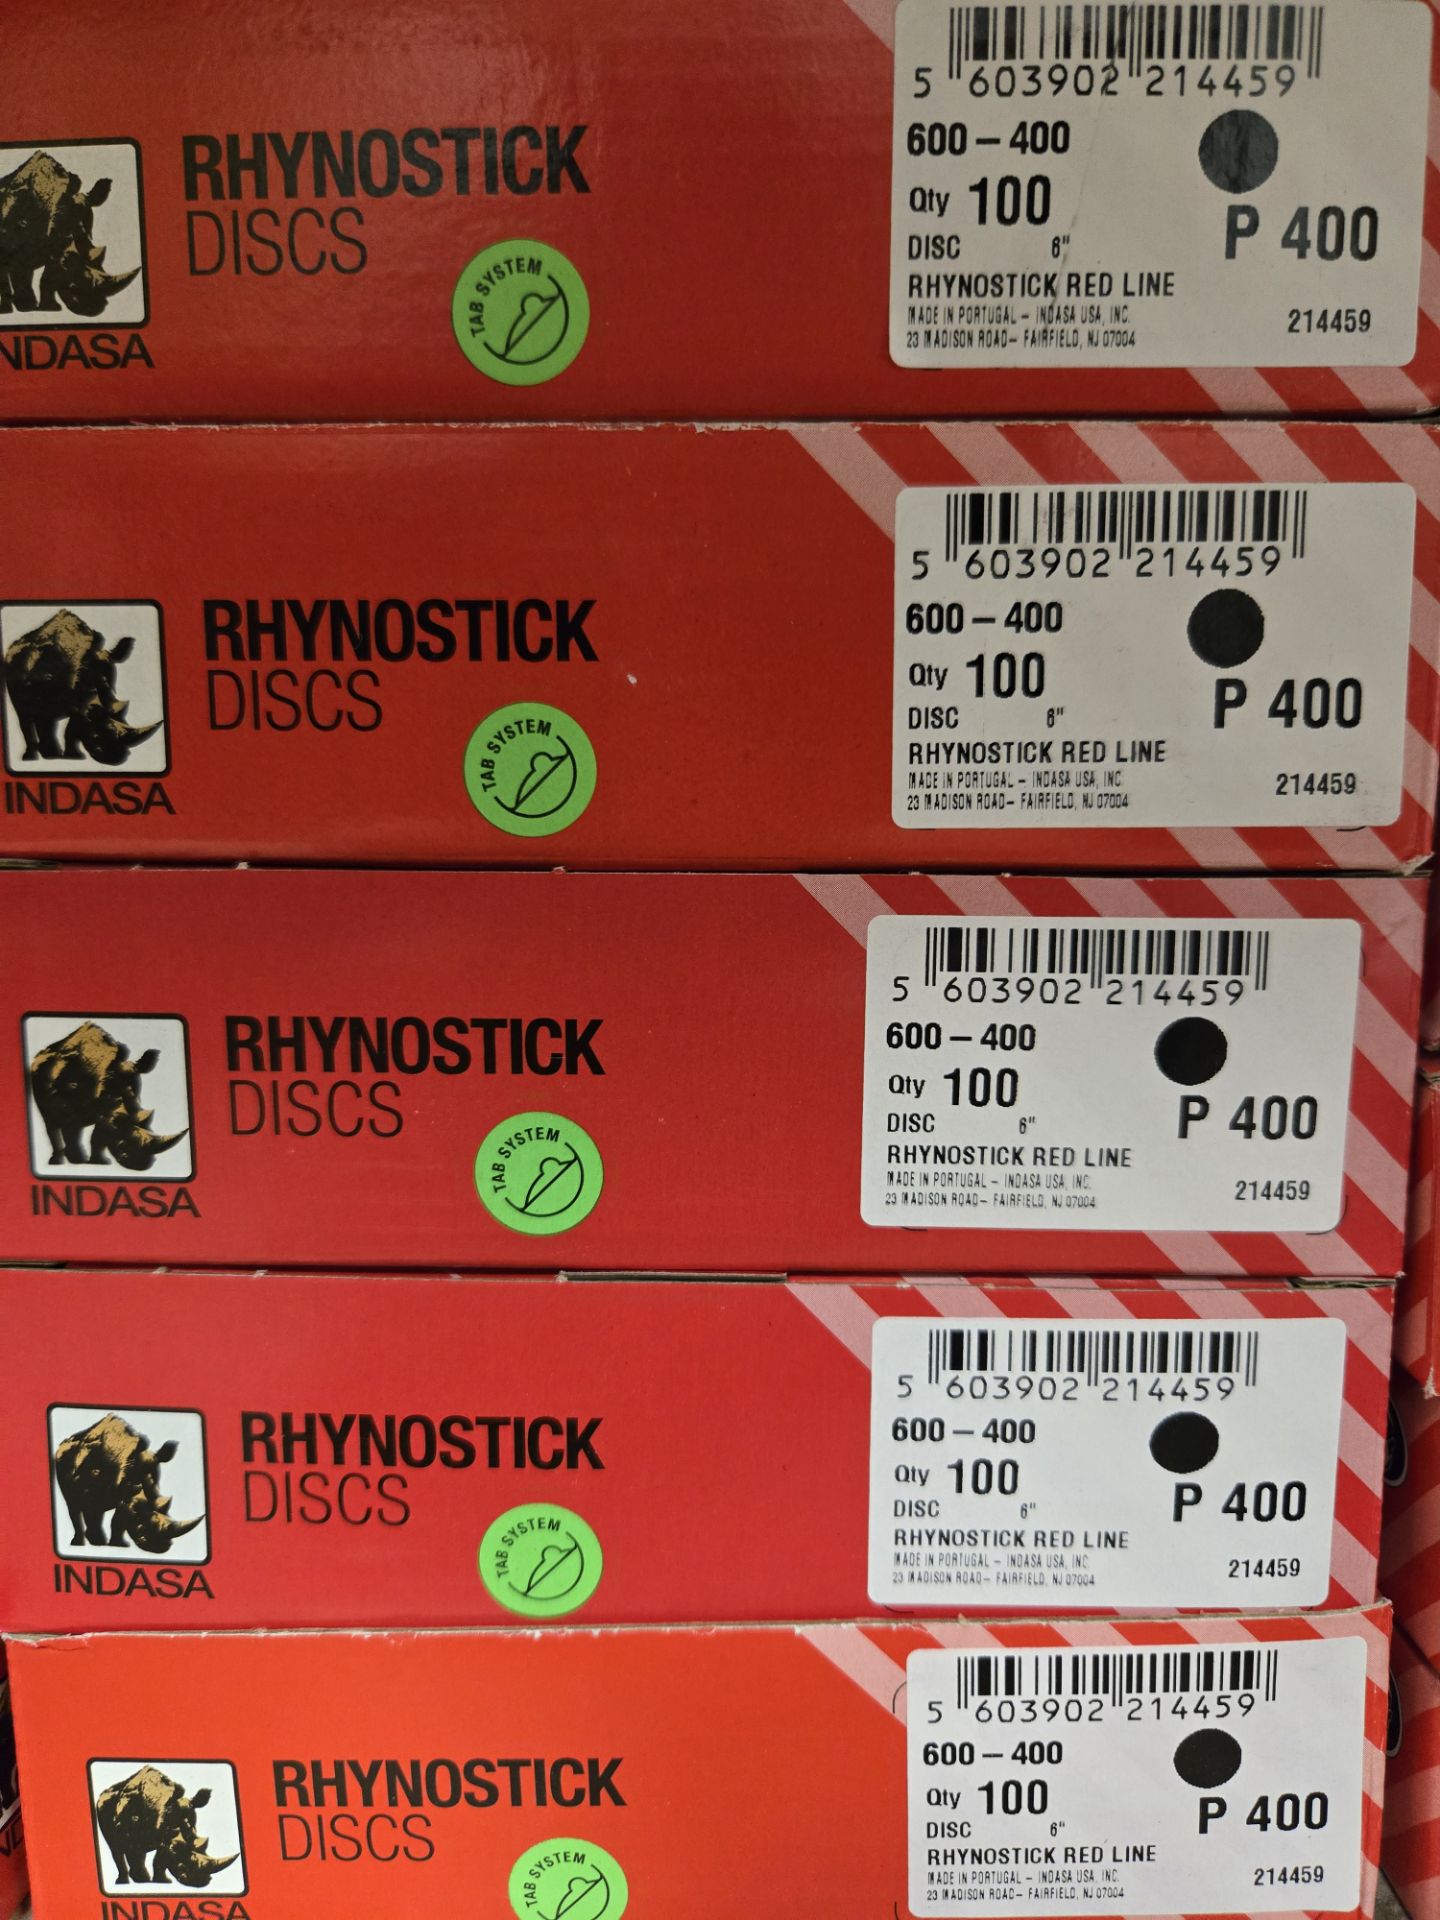 5 603902 214459
600-400
Qty 100
P 400
DISC 6"
RHYNOSTICK RED LINE
MADE IN PORTUGAL - INDASA USA, INC.
23 MADISON ROAD- FAIRFIELD, NJ 07004
214459
RHYNOSTICK
DISCS
TAB SYSTEM
NDASA
5 603902 214459
600-400
Qty 100
P 400
DISC 6"
RHYNOSTICK RED LINE
MADE IN PORTUGAL - INDASA USA, INC
23 MADISON ROAD- FAIRFIELD, NJ 07004
214459
RHYNOSTICK
DISCS
TAB SYSTEM
INDASA
5 603902 214459
600-400
Qty 100
P 400
DISC 6"
RHYNOSTICK RED LINE
MADE IN PORTUGAL - INDASA USA, INC.
23 MADISON ROAD- FAIRFIELD, NJ 07004
214459
RHYNOSTICK
DISCS
TAB SYSTEM
INDASA
5 603902 214459
600-400
Qty 100
P 400
DISC 6"
RHYNOSTICK RED LINE
MADE IN PORTUGAL - INDASA USA, INC
23 MADISON ROAD- FAIRFIELD, NJ 07004
214459
RHYNOSTICK
DISCS
TAB SYSTEM
INDASA
5 603902 214459
600-400
Qty 100
P 400
DISC 6"
RHYNOSTICK RED LINE
MADE IN PORTUGAL - INDASA USA, INC.
23 MADISON ROAD- FAIRFIELD, NJ 07004
214459
RHYNOSTICK
DISCS
TAB SYSTEM
INDASA